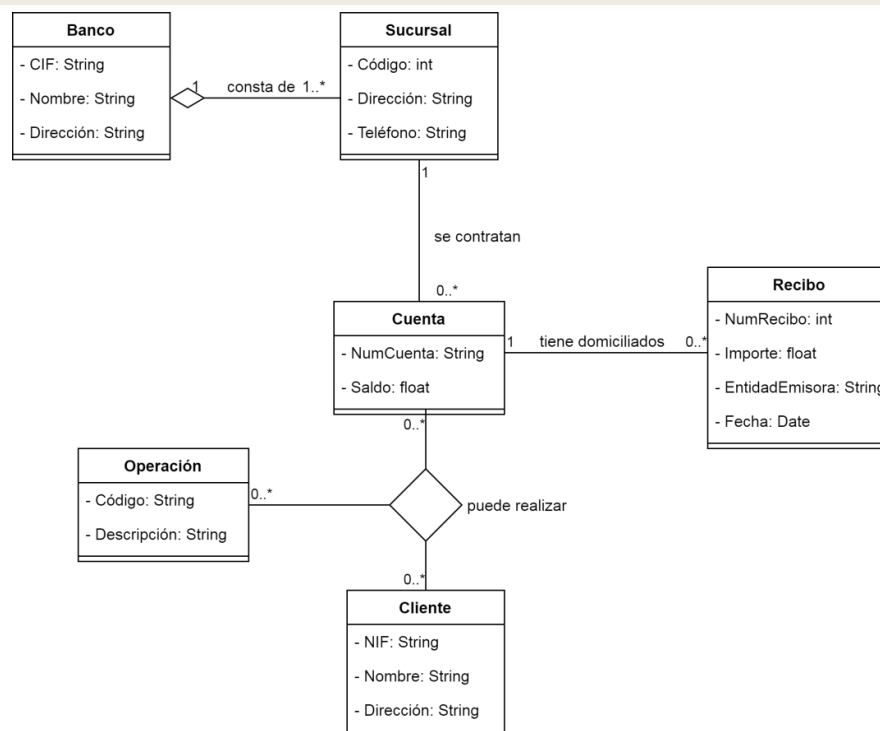 Banco
- CIF: String
- Nombre: String
- Dirección: String
1
consta de
1..*
Sucursal
- Código: int
- Dirección: String
- Teléfono: String
1
se contratan
0..*
Cuenta
- NumCuenta: String
- Saldo: float
1
tiene domiciliados
0..*
Recibo
- NumRecibo: int
- Importe: float
- EntidadEmisora: String
- Fecha: Date
0..*
Operación
- Código: String
- Descripción: String
0..*
puede realizar
0..*
Cliente
- NIF: String
- Nombre: String
- Dirección: String